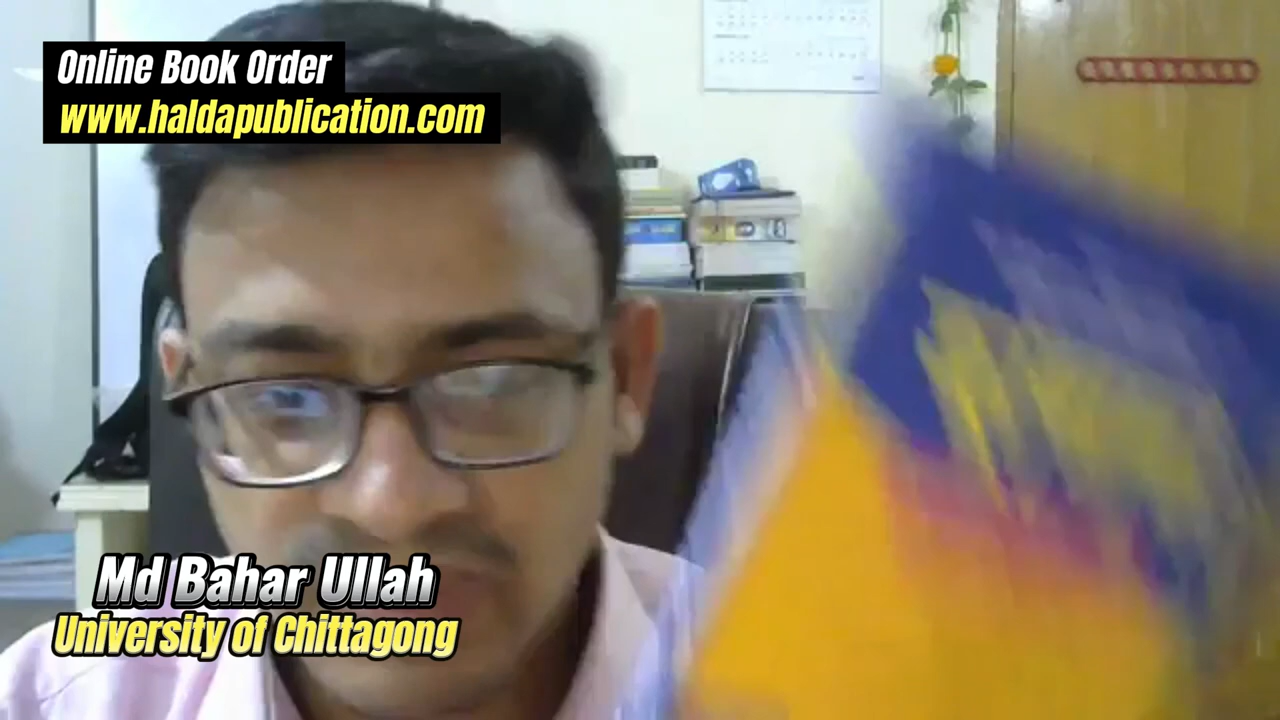 Online Book Order
www.haldapublication.com
Md Bahar Ullah
University of Chittagong